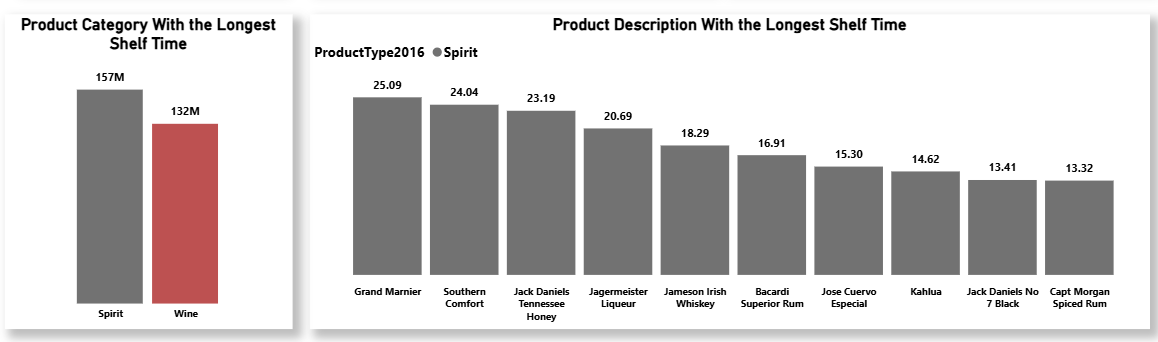 Product Category With the Longest
Shelf Time
157M
132M
Spirit
Wine
Product Description With the Longest Shelf Time
ProductType2016 Spirit
25.09
24.04
23.19
20.69
18.29
16.91
15.30
14.62
13.41
13.32
Grand Marnier
Southern
Comfort
Jack Daniels
Tennessee
Honey
Jagermeister
Liqueur
Jameson Irish
Whiskey
Bacardi
Superior Rum
Jose Cuervo
Especial
Kahlua
Jack Daniels No
7 Black
Capt Morgan
Spiced Rum